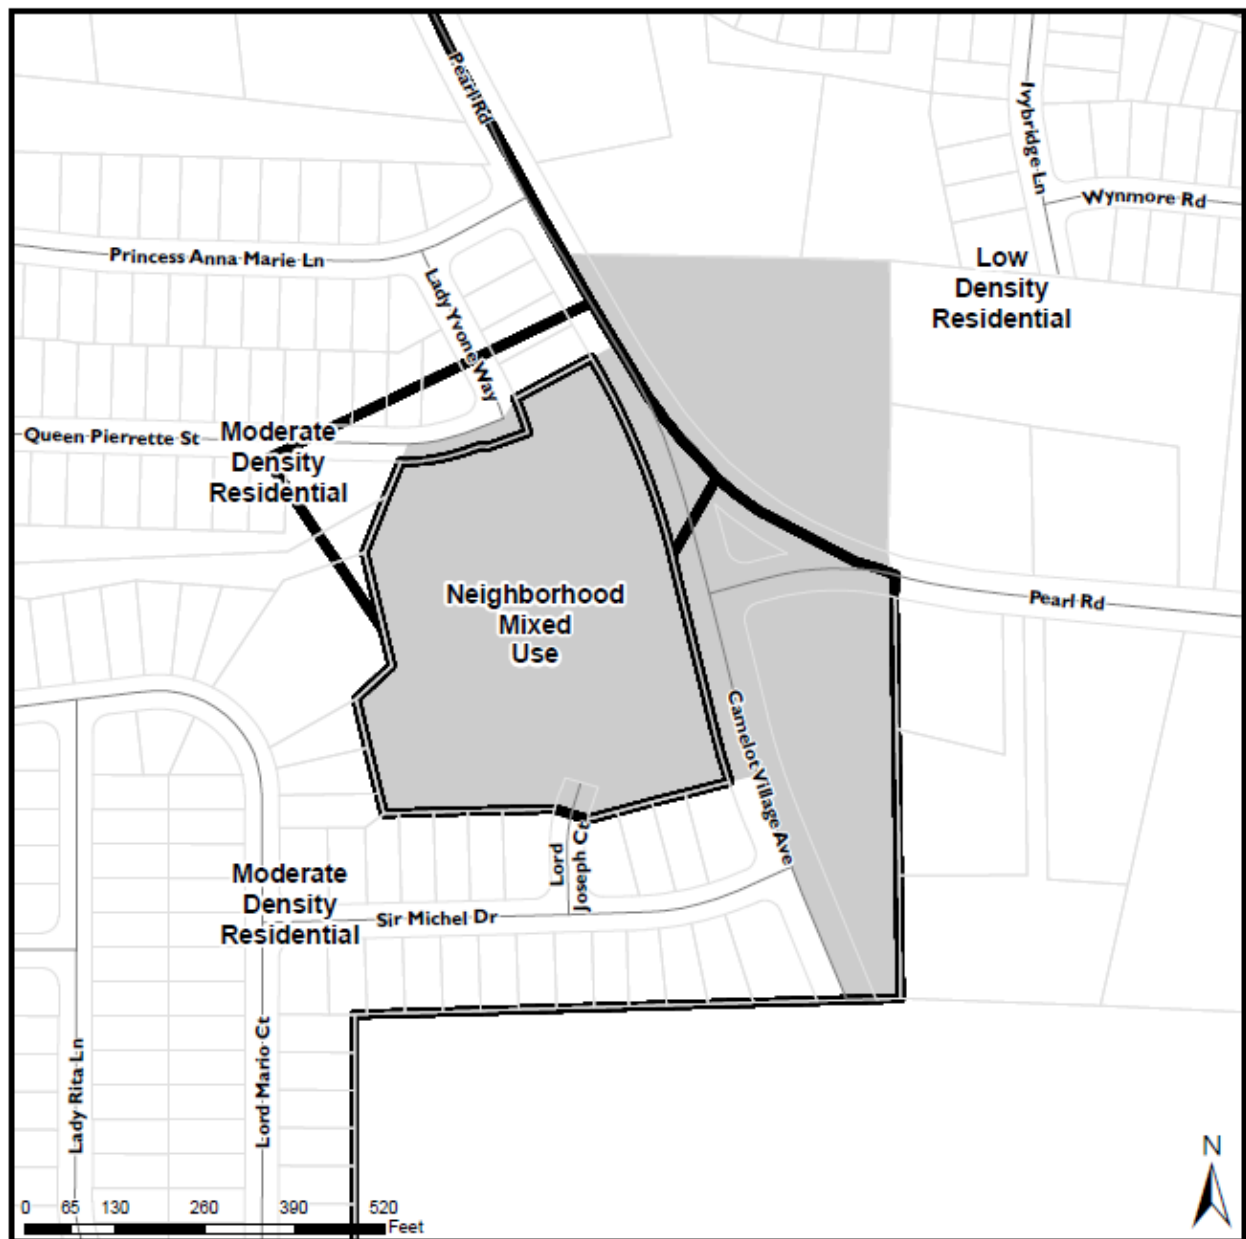 Pearl Rd
Ivybridge Ln
Wynmore Rd
Princess Anna Marie Ln
Low
Density
Residential
Lady Yvone Way
Queen Pierrette St
Moderate
Density
Residential
Neighborhood
Mixed
Use
Pearl Rd
Camelot Village Ave
Lord
Joseph Ct
Moderate
Density
Residential
Sir Michel Dr
Lady Rita Ln
Lord Mario Ct
N
0 65 130 260 390 520
Feet